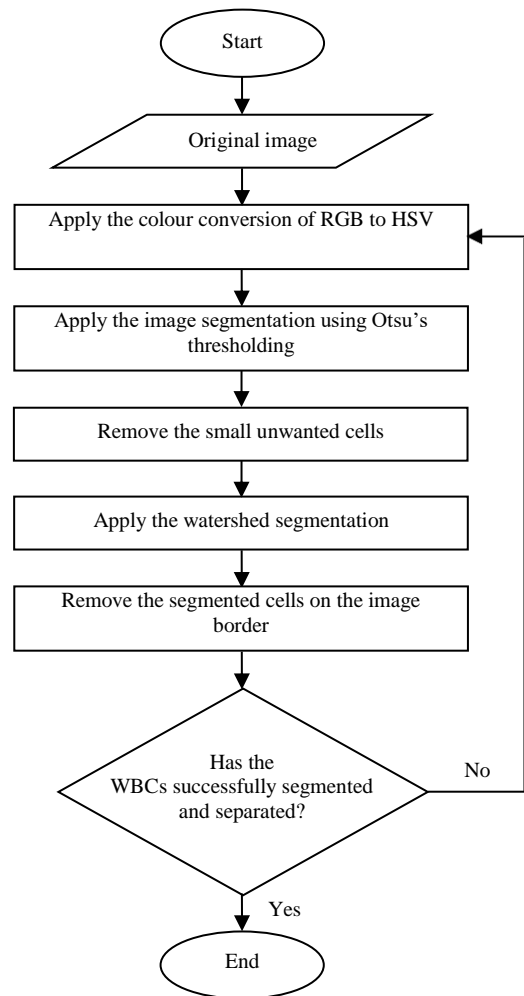 Start
Original image
Apply the colour conversion of RGB to HSV
Apply the image segmentation using Otsu's
thresholding
Remove the small unwanted cells
Apply the watershed segmentation
Remove the segmented cells on the image
border
Has the
WBCs successfully segmented
and separated?
No
Yes
End